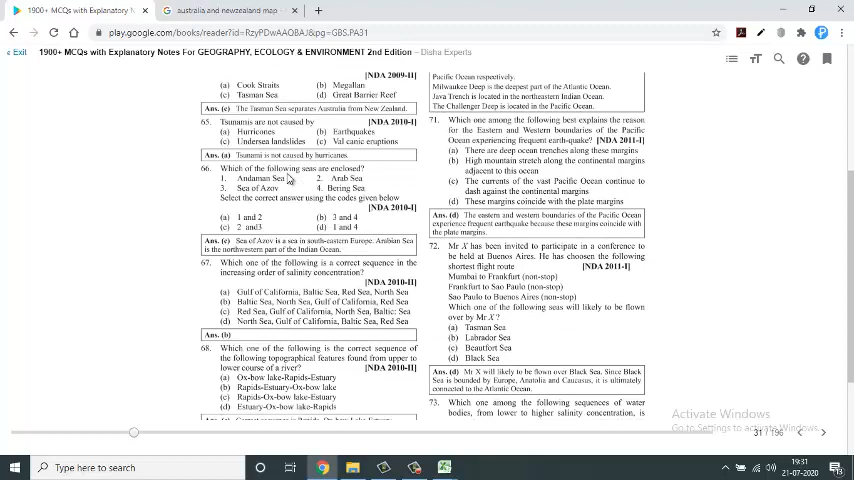 1900+ MCQs with Explanatory Notes
australia and newzealand map -
play.google.com/books/reader?id=RzyPDwAAQBAJ&pg=GBS.PA31
Exit
1900+ MCQs with Explanatory Notes For GEOGRAPHY, ECOLOGY & ENVIRONMENT 2nd Edition - Disha Experts
[NDA 2009-II]
(a) Cook Straits (b) Megallan
(c) Tasman Sea (d) Great Barrier Reef
Ans. (c) The Tasman Sea separates Australia from New Zealand.
65. Tsunamis are not caused by [NDA 2010-I]
(a) Hurricones (b) Earthquakes
(c) Undersea landslides (c) Val canic eruptions
Ans. (a) Tsunami is not caused by hurricanes.
66. Which of the following seas are enclosed?
1. Andaman Sea 2. Arab Sea
3. Sea of Azov 4. Bering Sea
Select the correct answer using the codes given below
[NDA 2010-I]
(a) 1 and 2 (b) 3 and 4
(c) 2 and3 (d) 1 and 4
Ans. (c) Sea of Azov is a sea in south-eastern Europe. Arabian Sea
is the northwestern part of the Indian Ocean.
67. Which one of the following is a correct sequence in the
increasing order of salinity concentration?
[NDA 2010-II]
(a) Gulf of California, Baltic Sea, Red Sea, North Sea
(b) Baltic Sea, North Sea, Gulf of California, Red Sea
(c) Red Sea, Gulf of California, North Sea, Baltic: Sea
(d) North Sea, Gulf of California, Baltic Sea, Red Sea
Ans. (b)
68. Which one of the following is the correct sequence of
the following topographical features found from upper to
lower course of a river? [NDA 2010-II]
(a) Ox-bow lake-Rapids-Estuary
(b) Rapids-Estuary-Ox-bow lake
(c) Rapids-Ox-bow lake-Estuary
(d) Estuary-Ox-bow lake-Rapids
Ans. (c) Correct sequence is Rapids, Ox-bow Lake-Estuary
Pacific Ocean respectively.
Milwaukee Deep is the deepest part of the Atlantic Ocean.
Java Trench is located in the northeastern Indian Ocean.
The Challenger Deep is located in the Pacific Ocean.
71. Which one among the following best explains the reason
for the Eastern and Western boundaries of the Pacific
Ocean experiencing frequent earth-quake? [NDA 2011-I]
(a) There are deep ocean trenches along these margins
(b) High mountain stretch along the continental margins
adjacent to this ocean
(c) The currents of the vast Pacific Ocean continue to
dash against the continental margins
(d) These margins coincide with the plate margins
Ans. (d) The eastern and western boundaries of the Pacific Ocean
experience frequent earthquake because these margins coincide with
the plate margins.
72. Mr X has been invited to participate in a conference to
be held at Buenos Aires. He has choosen the following
shortest flight route [NDA 2011-I]
Mumbai to Frankfurt (non-stop)
Frankfurt to Sao Paulo (non-stop)
Sao Paulo to Buenos Aires (non-stop)
Which one of the following seas will likely to be flown
over by Mr X ?
(a) Tasman Sea
(b) Labrador Sea
(c) Beaufort Sea
(d) Black Sea
Ans. (d) Mr X will likely to be flown over Black Sea. Since Black
Sea is bounded by Europe, Anatolia and Caucasus, it is ultimately
connected to the Atlantic Ocean.
73. Which one among the following sequences of water
bodies, from lower to higher salinity concentration, is
Activate Windows
Go to Settings to activate Windows.
31 / 196
Type here to search
19:31
21-07-2020